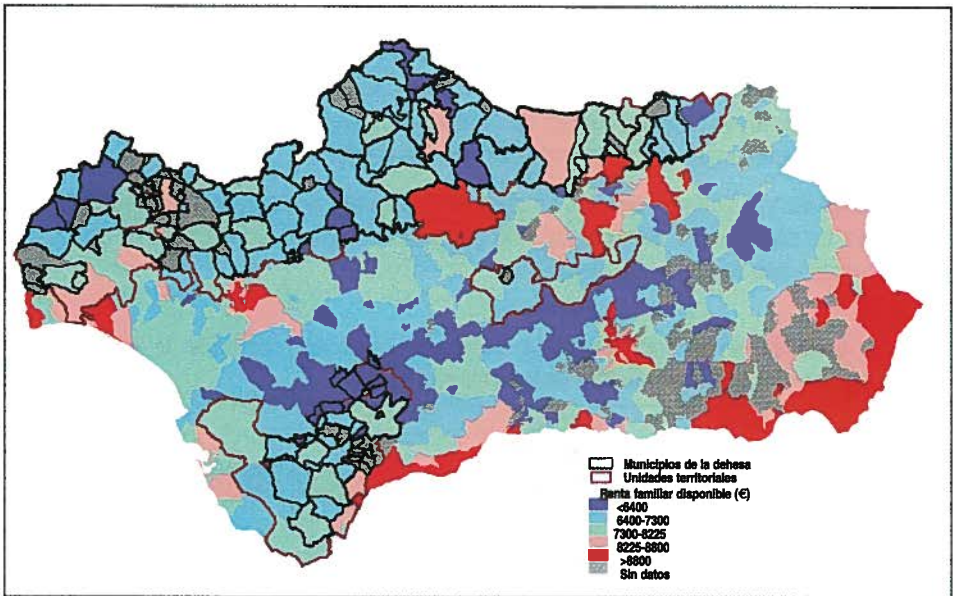 Municipios de la dehesa
Unidades territoriales
Renta familiar disponible (€)
<6400
6400-7300
7300-8225
8225-8800
>8800
Sin datos